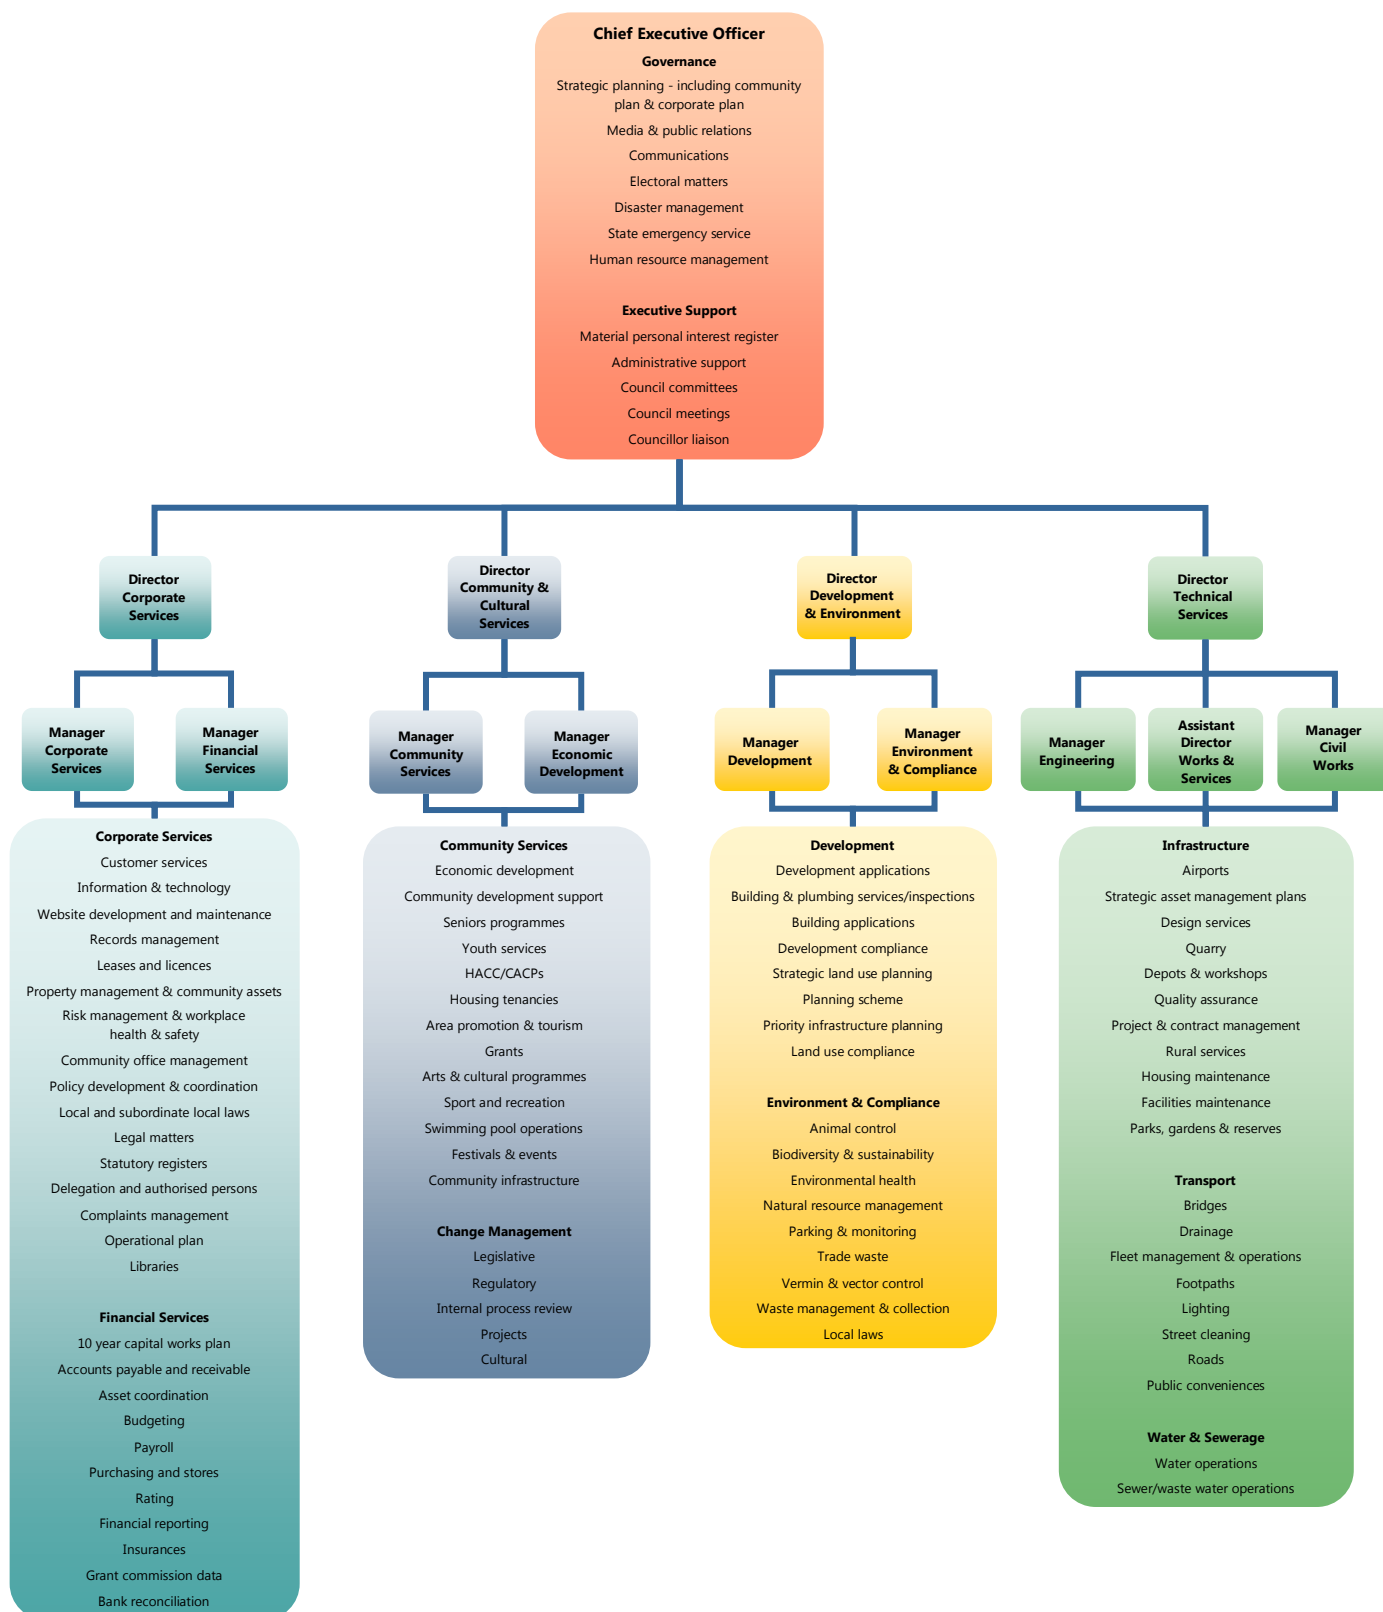 Chief Executive Officer
Governance
Strategic planning - including community
plan & corporate plan
Media & public relations
Communications
Electoral matters
Disaster management
State emergency service
Human resource management
Executive Support
Material personal interest register
Administrative support
Council committees
Council meetings
Councillor liaison
Director
Corporate
Services
Director
Community &
Cultural
Services
Director
Development
& Environment
Director
Technical
Services
Manager
Corporate
Services
Manager
Financial
Services
Manager
Community
Services
Manager
Economic
Development
Manager
Development
Manager
Environment
& Compliance
Manager
Engineering
Assistant
Director
Works &
Services
Manager
Civil
Works
Corporate Services
Customer services
Information & technology
Website development and maintenance
Records management
Leases and licences
Property management & community assets
Risk management & workplace
health & safety
Community office management
Policy development & coordination
Local and subordinate local laws
Legal matters
Statutory registers
Delegation and authorised persons
Complaints management
Operational plan
Libraries
Financial Services
10 year capital works plan
Accounts payable and receivable
Asset coordination
Budgeting
Payroll
Purchasing and stores
Rating
Financial reporting
Insurances
Grant commission data
Bank reconciliation
Community Services
Economic development
Community development support
Seniors programmes
Youth services
HACC/CACPs
Housing tenancies
Area promotion & tourism
Grants
Arts & cultural programmes
Sport and recreation
Swimming pool operations
Festivals & events
Community infrastructure
Change Management
Legislative
Regulatory
Internal process review
Projects
Cultural
Development
Development applications
Building & plumbing services/inspections
Building applications
Development compliance
Strategic land use planning
Planning scheme
Priority infrastructure planning
Land use compliance
Environment & Compliance
Animal control
Biodiversity & sustainability
Environmental health
Natural resource management
Parking & monitoring
Trade waste
Vermin & vector control
Waste management & collection
Local laws
Infrastructure
Airports
Strategic asset management plans
Design services
Quarry
Depots & workshops
Quality assurance
Project & contract management
Rural services
Housing maintenance
Facilities maintenance
Parks, gardens & reserves
Transport
Bridges
Drainage
Fleet management & operations
Footpaths
Lighting
Street cleaning
Roads
Public conveniences
Water & Sewerage
Water operations
Sewer/waste water operations